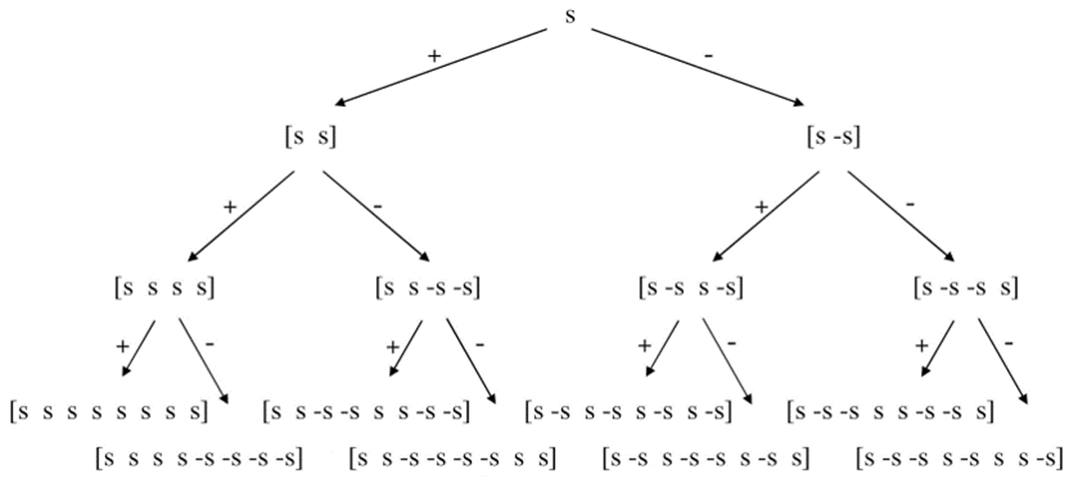 s
+ -
[s s] [s -s]
+ - + -
[s s s s] [s s -s -s] [s -s s -s] [s -s -s s]
+ - + - + - + -
[s s s s s s s s] [s s -s -s s s -s -s] [s -s s -s s -s s -s] [s -s -s s s -s -s s]
[s s s s -s -s -s -s] [s s -s -s -s -s s s] [s -s s -s -s s -s s] [s -s -s s -s s s -s]